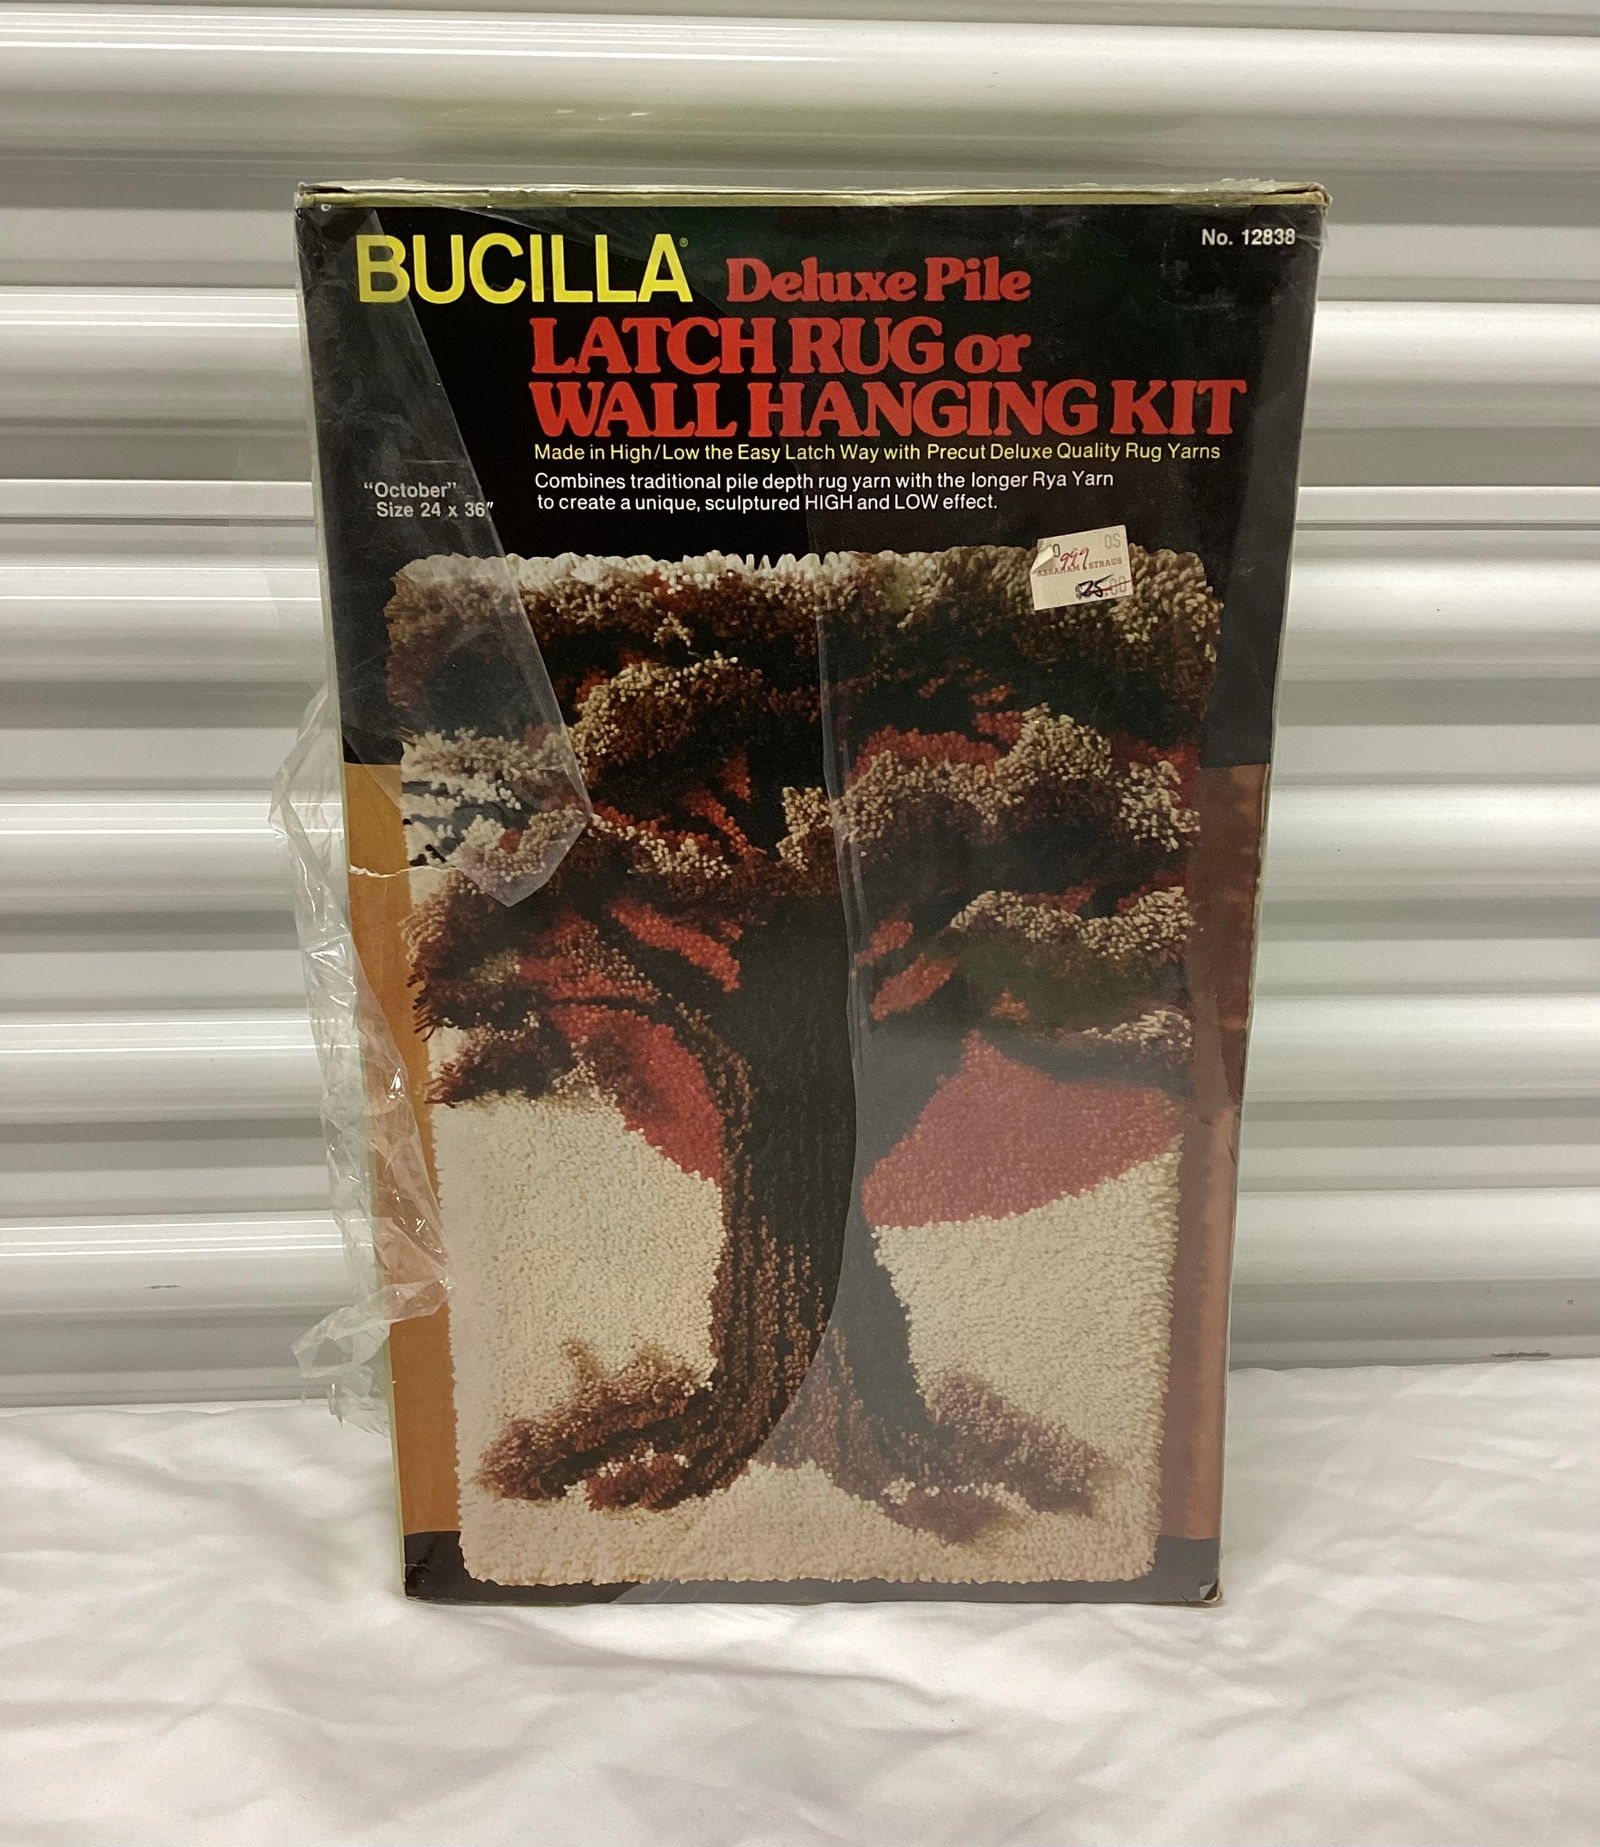 BUCILLA®
Deluxe Pile
No. 12838
LATCH RUG or
WALL HANGING KIT
Made in High/Low the Easy Latch Way with Precut Deluxe Quality Rug Yarns
Combines traditional pile depth rug yarn with the longer Rya Yarn
to create a unique, sculptured HIGH and LOW effect.
“October”
Size 24 x 36”
OS
999
ABRAHAM STRAUS